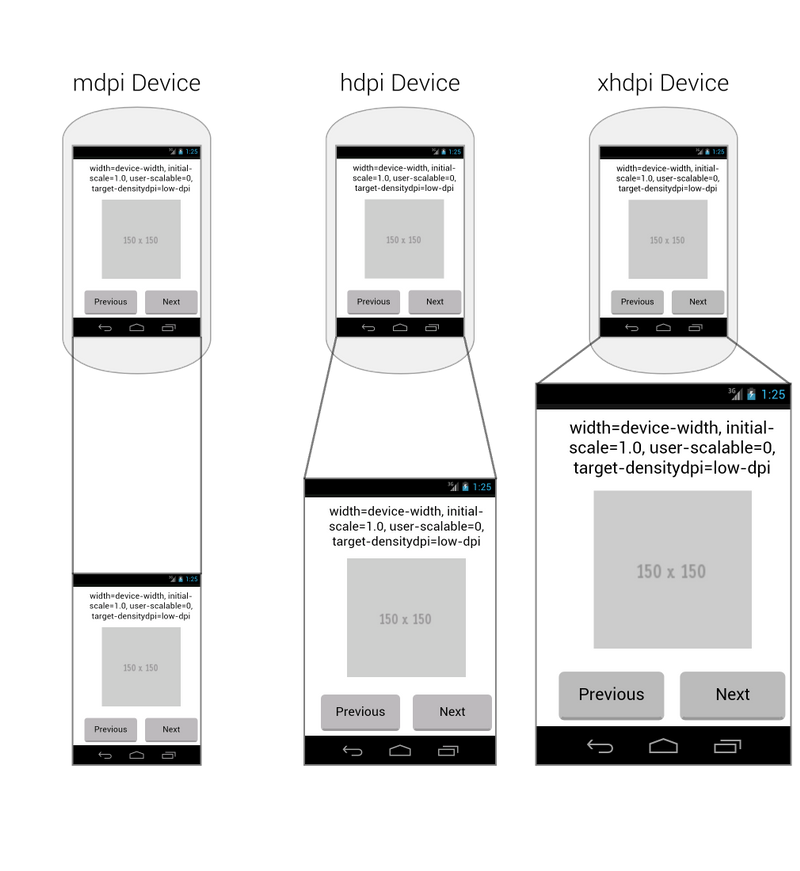 mdpi Device
hdpi Device
xhdpi Device
1:25
width=device-width, initial-
scale=1.0, user-scalable=0,
target-densitydpi=low-dpi
150 x 150
Previous
Next
1:25
width=device-width, initial-
scale=1.0, user-scalable=0,
target-densitydpi=low-dpi
150 x 150
Previous
Next
1:25
width=device-width, initial-
scale=1.0, user-scalable=0,
target-densitydpi=low-dpi
150 x 150
Previous
Next
3G 1:25
width=device-width, initial-
scale=1.0, user-scalable=0,
target-densitydpi=low-dpi
150 x 150
Previous
Next
3G 1:25
width=device-width, initial-
scale=1.0, user-scalable=0,
target-densitydpi=low-dpi
150 x 150
Previous
Next
1:25
width=device-width, initial-
scale=1.0, user-scalable=0,
target-densitydpi=low-dpi
150 x 150
Previous
Next